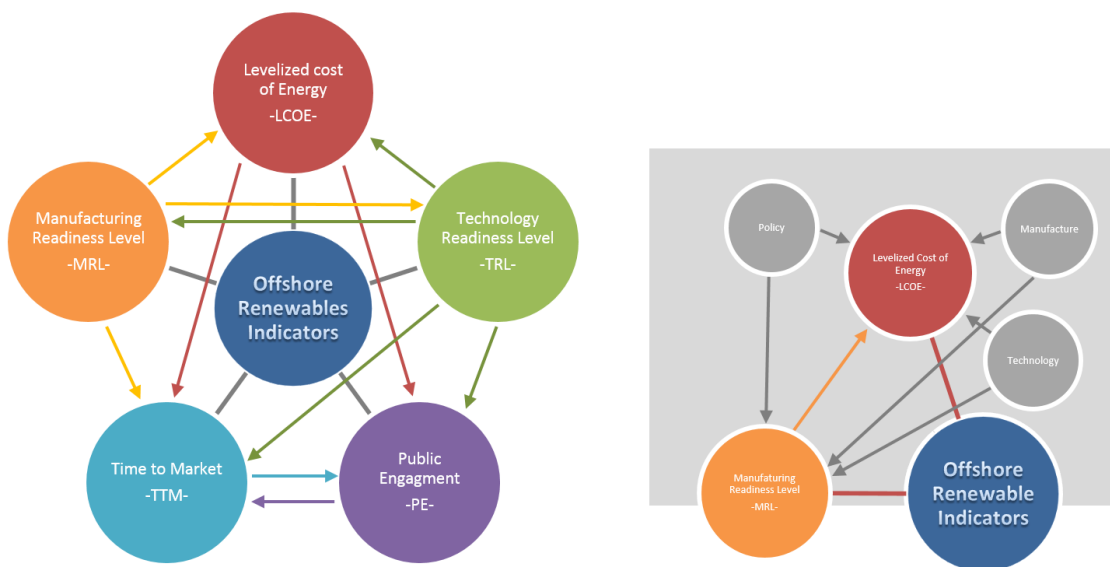 Levelized cost
of Energy
-LCOE-
Manufacturing
Readiness Level
-MRL-
Technology
Readiness Level
-TRL-
Offshore
Renewables
Indicators
Time to Market
-TTM-
Public
Engagment
-PE-
Policy
Manufacture
Levelized Cost of
Energy
-LCOE-
Technology
Manufaturing
Readiness Level
-MRL-
Offshore
Renewable
Indicators